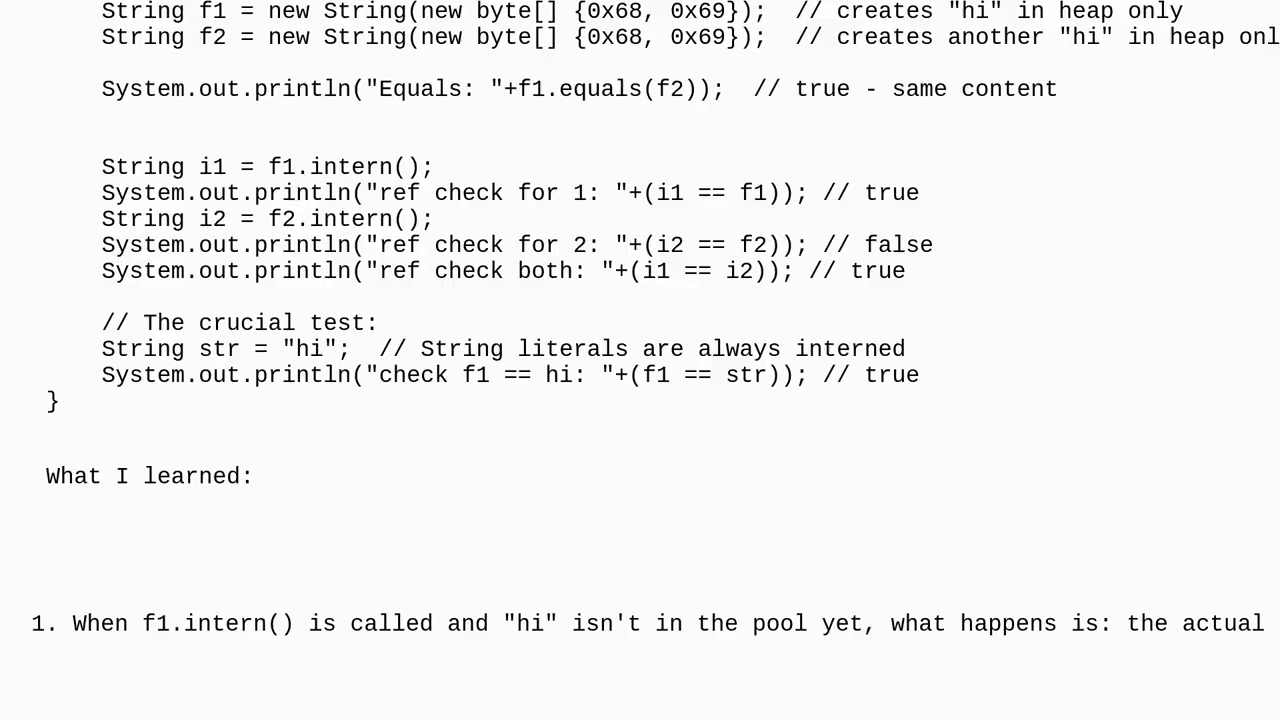 String f1 = new String(new byte[] {0x68, 0x69});  // creates "hi" in heap only
String f2 = new String(new byte[] {0x68, 0x69});  // creates another "hi" in heap onl
System.out.println("Equals: "+f1.equals(f2));  // true - same content
String i1 = f1.intern();
System.out.println("ref check for 1: "+(i1 == f1)); // true
String i2 = f2.intern();
System.out.println("ref check for 2: "+(i2 == f2)); // false
System.out.println("ref check both: "+(i1 == i2)); // true
// The crucial test:
String str = "hi";  // String literals are always interned
System.out.println("check f1 == hi: "+(f1 == str)); // true
}
What I learned:
1. When f1.intern() is called and "hi" isn't in the pool yet, what happens is: the actual